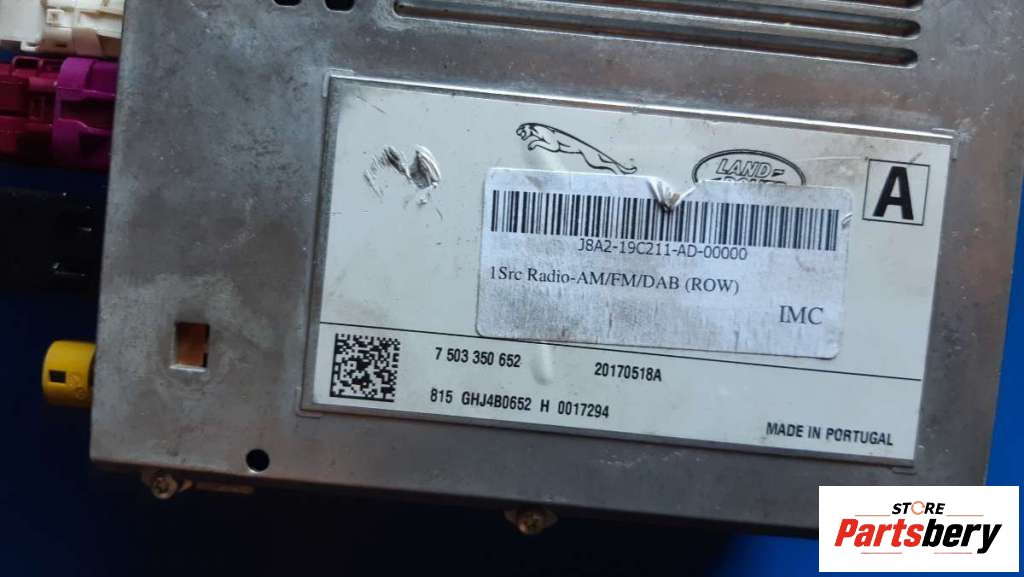 LAND-
A
J8A2-19C211-AD-00000
1Src Radio-AM/FM/DAB (ROW)
IMC
7 503 350 652
20170518A
815 GHJ4B0652 H 0017294
MADE IN PORTUGAL
STORE
Partsbery